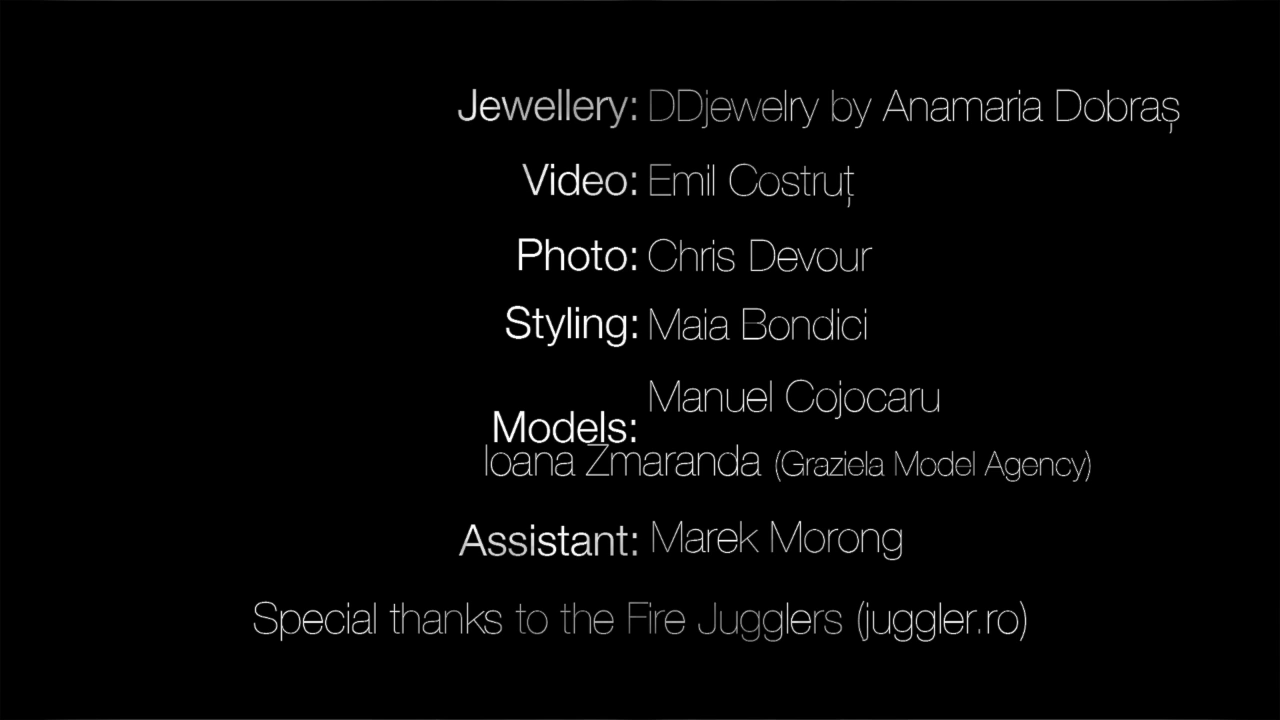 Jewellery: DDjewelry by Anamaria Dobraș
Video: Emil Costruț
Photo: Chris Devour
Styling: Maia Bondici
Manuel Cojocaru
Models:
Ioana Zmaranda (Graziela Model Agency)
Assistant: Marek Morong
Special thanks to the Fire Jugglers (juggler.ro)